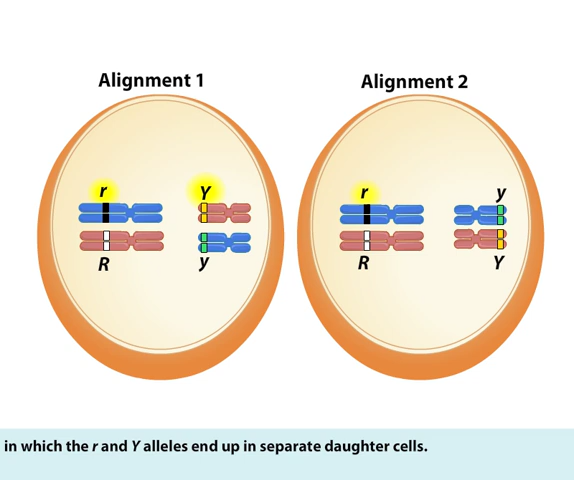 Alignment 1
Alignment 2
r
Y
r
y
R
y
R
Y
in which the r and Y alleles end up in separate daughter cells.